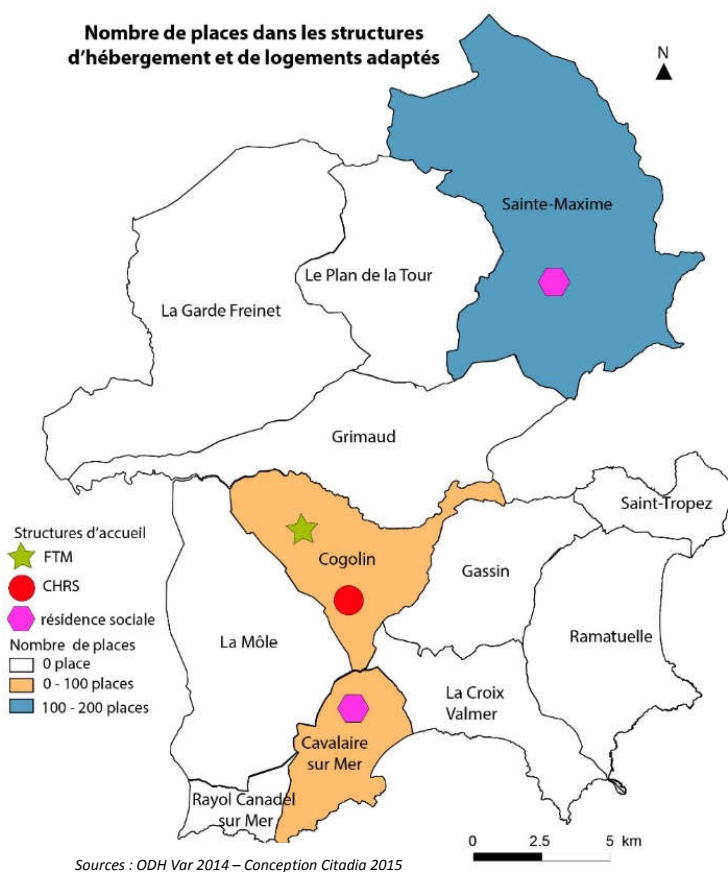 Nombre de places dans les structures
d'hébergement et de logements adaptés
N
Sainte-Maxime
Le Plan de la Tour
La Garde Freinet
Grimaud
Saint-Tropez
Structures d'accueil
FTM
Cogolin
Gassin
CHRS
résidence sociale
Ramatuelle
Nombre de places
La Môle
0 place
0 - 100 places
La Croix
Valmer
100 - 200 places
Cavalaire
sur Mer
Rayol Canadel
sur Mer
0 2.5 5 km
Sources : ODH Var 2014 – Conception Citadia 2015